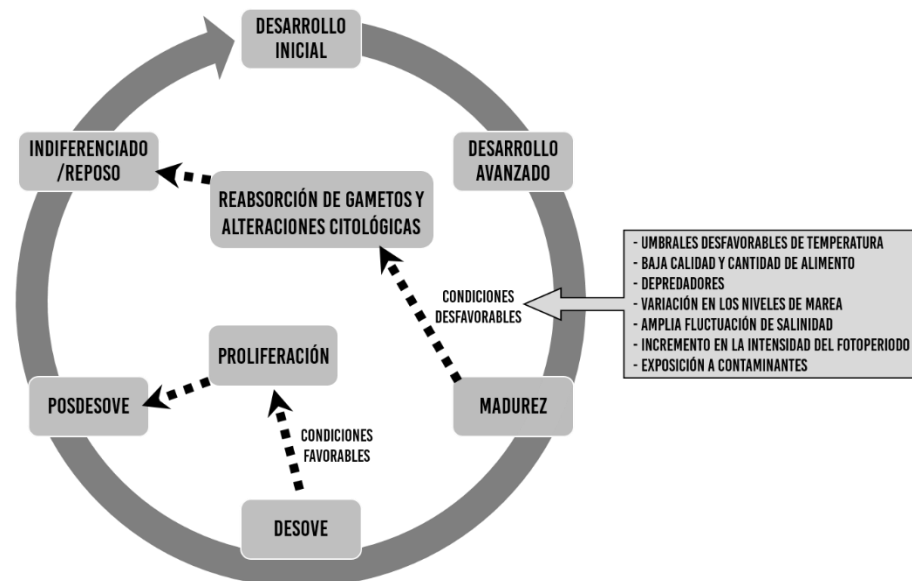 DESARROLLO
INICIAL
INDIFERENCIADO
/REPOSO
DESARROLLO
AVANZADO
REABSORCIÓN DE GAMETOS Y
ALTERACIONES CITOLÓGICAS
- UMBRALES DESFAVORABLES DE TEMPERATURA
- BAJA CALIDAD Y CANTIDAD DE ALIMENTO
- DEPREDADORES
- VARIACIÓN EN LOS NIVELES DE MAREA
- AMPLIA FLUCTUACIÓN DE SALINIDAD
- INCREMENTO EN LA INTENSIDAD DEL FOTOPERIODO
- EXPOSICIÓN A CONTAMINANTES
CONDICIONES
DESFAVORABLES
PROLIFERACIÓN
POSDESOVE
MADUREZ
CONDICIONES
FAVORABLES
DESOVE